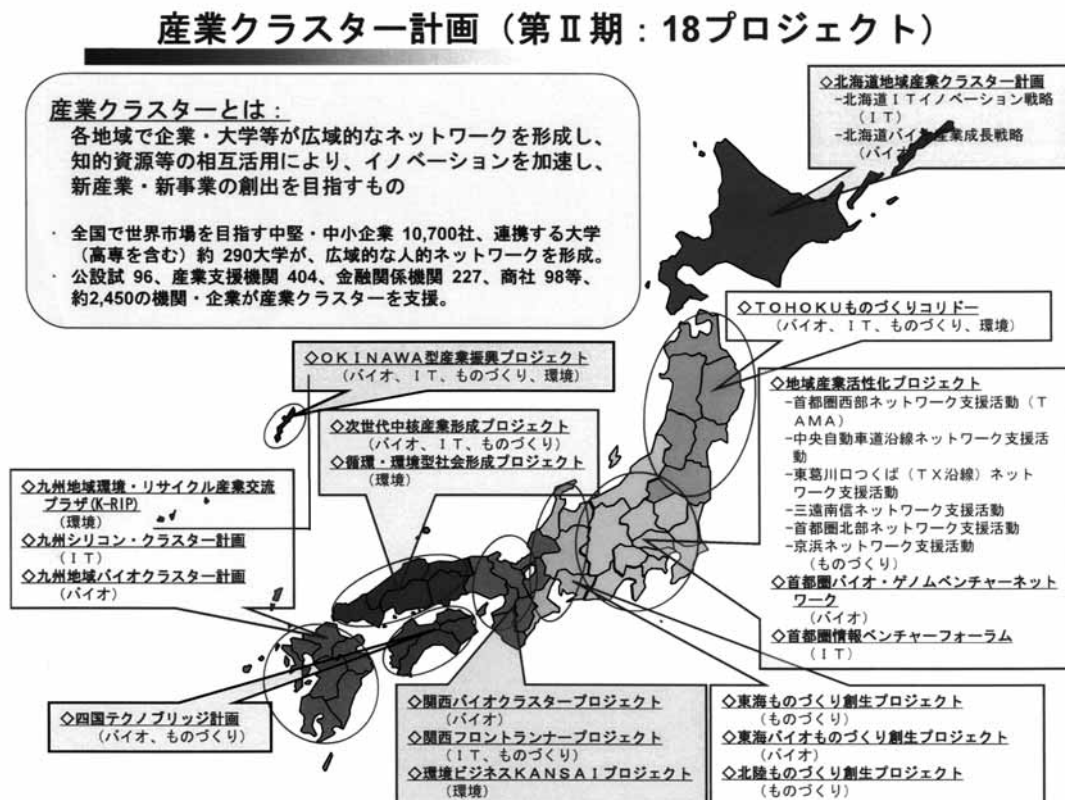 産業クラスター計画（第Ⅱ期：18プロジェクト）
産業クラスターとは：
各地域で企業・大学等が広域的なネットワークを形成し、
知的資源等の相互活用により、イノベーションを加速し、
新産業・新事業の創出を目指すもの
・ 全国で世界市場を目指す中堅・中小企業 10,700社、連携する大学
（高専を含む）約 290大学が、広域的な人的ネットワークを形成。
・ 公設試 96、産業支援機関 404、金融関係機関 227、商社 98等、
約2,450の機関・企業が産業クラスターを支援。
◇北海道地域産業クラスター計画
-北海道ＩＴイノベーション戦略
（ＩＴ）
-北海道バイオ産業成長戦略
（バイオ）
◇ＴＯＨＯＫＵものづくりコリドー
（バイオ、ＩＴ、ものづくり、環境）
◇ＯＫＩＮＡＷＡ型産業振興プロジェクト
（バイオ、ＩＴ、ものづくり、環境）
◇次世代中核産業形成プロジェクト
（バイオ、ＩＴ、ものづくり）
◇循環・環境型社会形成プロジェクト
（環境）
◇地域産業活性化プロジェクト
-首都圏西部ネットワーク支援活動（Ｔ
ＡＭＡ）
-中央自動車道沿線ネットワーク支援活
動
-東葛川口つくば（ＴＸ沿線）ネット
ワーク支援活動
-三遠南信ネットワーク支援活動
-首都圏北部ネットワーク支援活動
-京浜ネットワーク支援活動
（ものづくり）
◇首都圏バイオ・ゲノムベンチャーネット
ワーク
（バイオ）
◇首都圏情報ベンチャーフォーラム
（ＩＴ）
◇九州地域環境・リサイクル産業交流
プラザ(K-RIP)
（環境）
◇九州シリコン・クラスター計画
（ＩＴ）
◇九州地域バイオクラスター計画
（バイオ）
◇四国テクノブリッジ計画
（バイオ、ものづくり）
◇関西バイオクラスタープロジェクト
（バイオ）
◇関西フロントランナープロジェクト
（ＩＴ、ものづくり）
◇環境ビジネスＫＡＮＳＡＩプロジェクト
（環境）
◇東海ものづくり創生プロジェクト
（ものづくり）
◇東海バイオものづくり創生プロジェクト
（バイオ）
◇北陸ものづくり創生プロジェクト
（ものづくり）